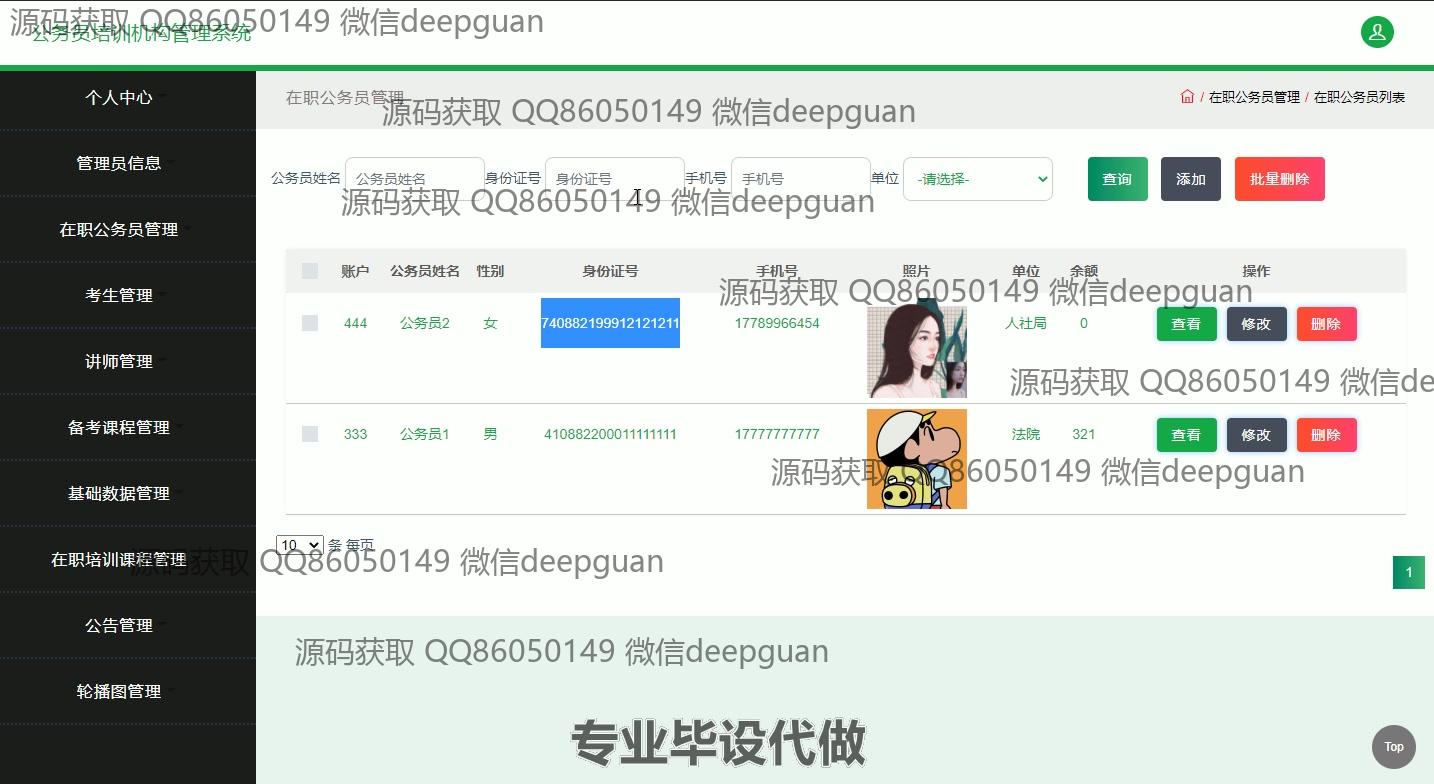 源码获取 QQ86050149 微信deepguan
公务员培训机构管理系统
个人中心
管理员信息
在职公务员管理
考生管理
讲师管理
备考课程管理
基础数据管理
在职培训课程管理
公告管理
轮播图管理
在职公务员管理
/ 在职公务员管理 / 在职公务员列表
源码获取 QQ86050149 微信deepguan
公务员姓名 公务员姓名 身份证号 身份证号 手机号 手机号 单位 -请选择- 查询 添加 批量删除
源码获取 QQ86050149 微信deepguan
账户 公务员姓名 性别 身份证号 手机号 照片 单位 余额 操作
源码获取 QQ86050149 微信deepguan
444 公务员2 女 740882199912121211 17789966454 人社局 0 查看 修改 删除
源码获取 QQ86050149 微信de
333 公务员1 男 410882200011111111 17777777777 法院 321 查看 修改 删除
源码获取 QQ86050149 微信deepguan
10 条 每页
源码获取 QQ86050149 微信deepguan
1
源码获取 QQ86050149 微信deepguan
专业毕设代做
Top